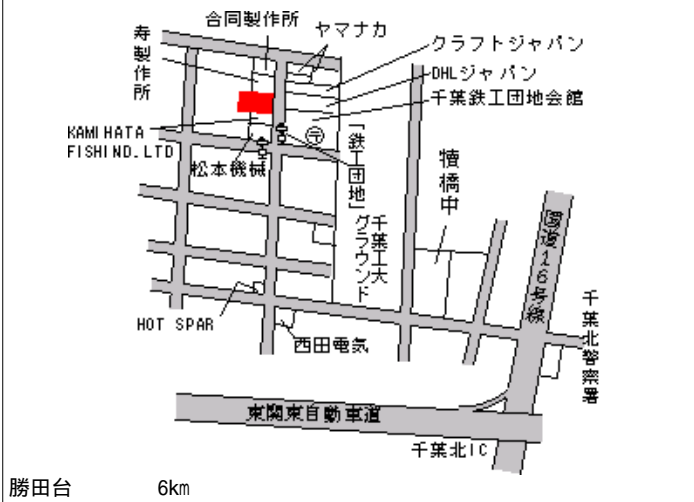 合同製作所
ヤマナカ
寿製作所
クラフトジャパン
DHLジャパン
千葉鉄工団地会館
KAMIHATA
FISHIND.LTD
〒
「鉄工団地」
松本機械
犢橋中
千葉工大
グラウンド
国道16号線
HOT SPAR
西田電気
千葉北警察署
東関東自動車道
千葉北IC
勝田台 6km